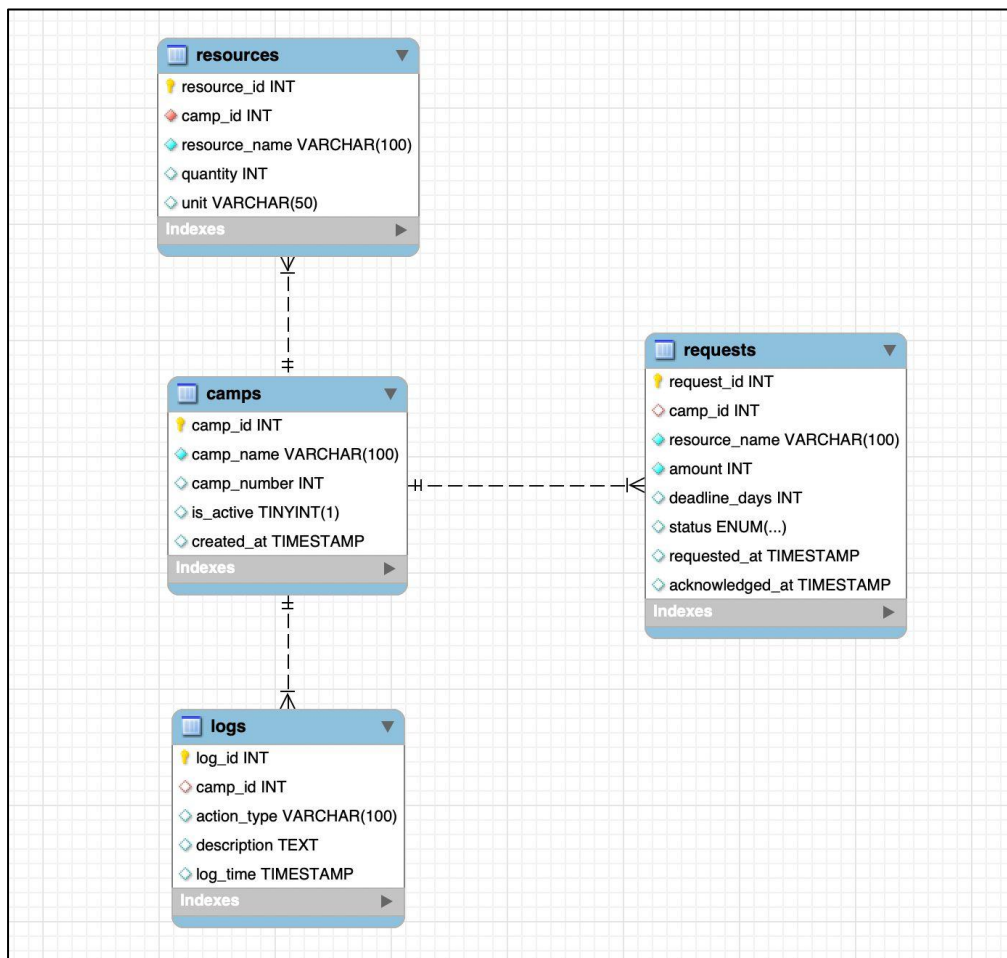 resources
resource_id INT
camp_id INT
resource_name VARCHAR(100)
quantity INT
unit VARCHAR(50)
Indexes
camps
camp_id INT
camp_name VARCHAR(100)
camp_number INT
is_active TINYINT(1)
created_at TIMESTAMP
Indexes
requests
request_id INT
camp_id INT
resource_name VARCHAR(100)
amount INT
deadline_days INT
status ENUM(...)
requested_at TIMESTAMP
acknowledged_at TIMESTAMP
Indexes
logs
log_id INT
camp_id INT
action_type VARCHAR(100)
description TEXT
log_time TIMESTAMP
Indexes